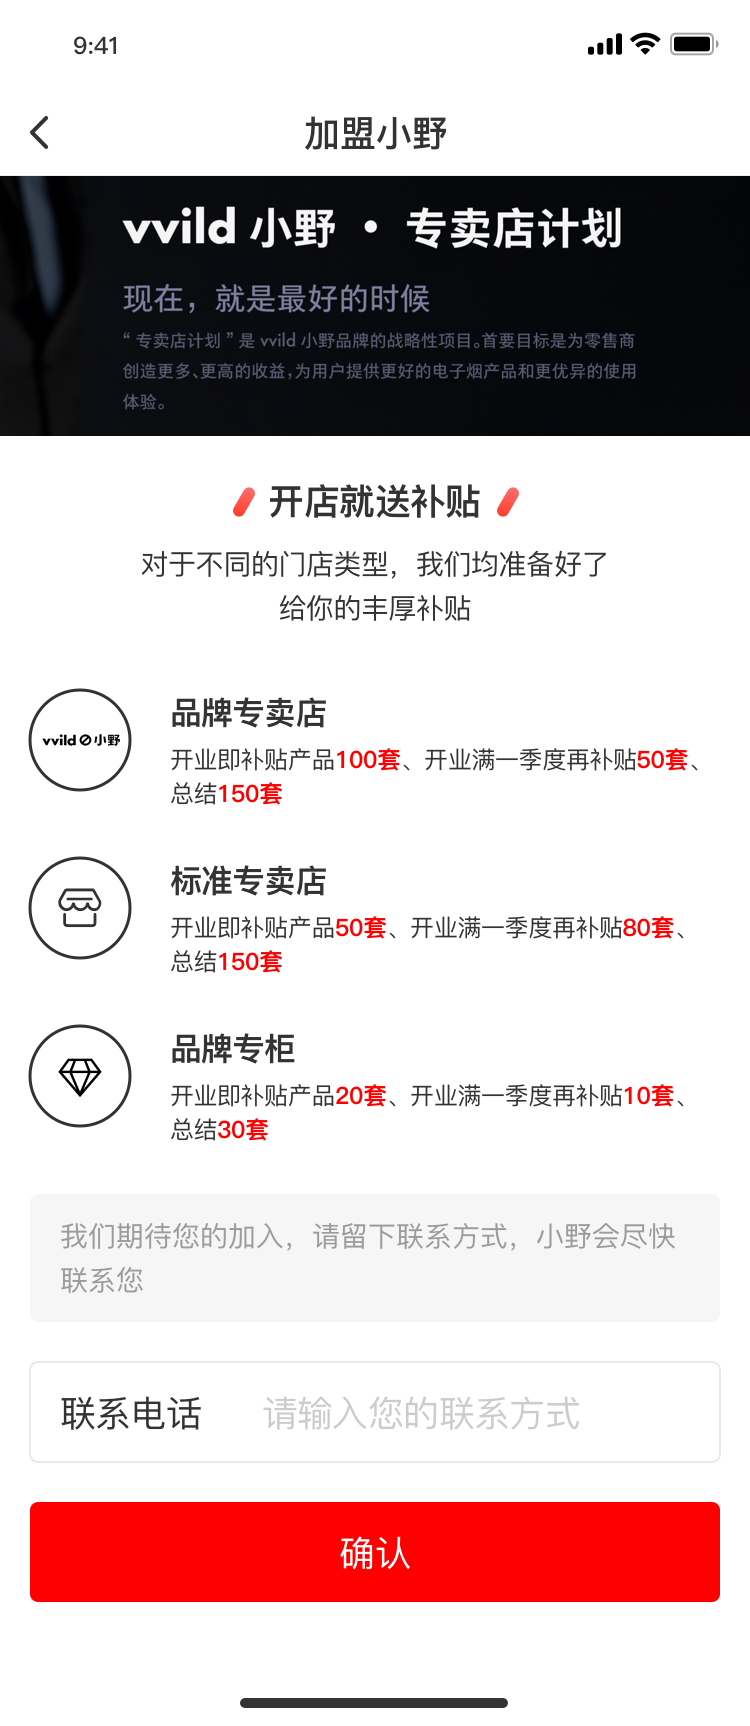 9:41
加盟小野
vvild 小野 · 专卖店计划
现在，就是最好的时候
“ 专卖店计划 ” 是 vvild 小野品牌的战略性项目。首要目标是为零售商
创造更多、更高的收益，为用户提供更好的电子烟产品和更优异的使用
体验。
开店就送补贴
对于不同的门店类型，我们均准备好了
给你的丰厚补贴
vvild 小野
品牌专卖店
开业即补贴产品100套、开业满一季度再补贴50套、
总结150套
标准专卖店
开业即补贴产品50套、开业满一季度再补贴80套、
总结150套
品牌专柜
开业即补贴产品20套、开业满一季度再补贴10套、
总结30套
我们期待您的加入，请留下联系方式，小野会尽快
联系您
联系电话 请输入您的联系方式
确认